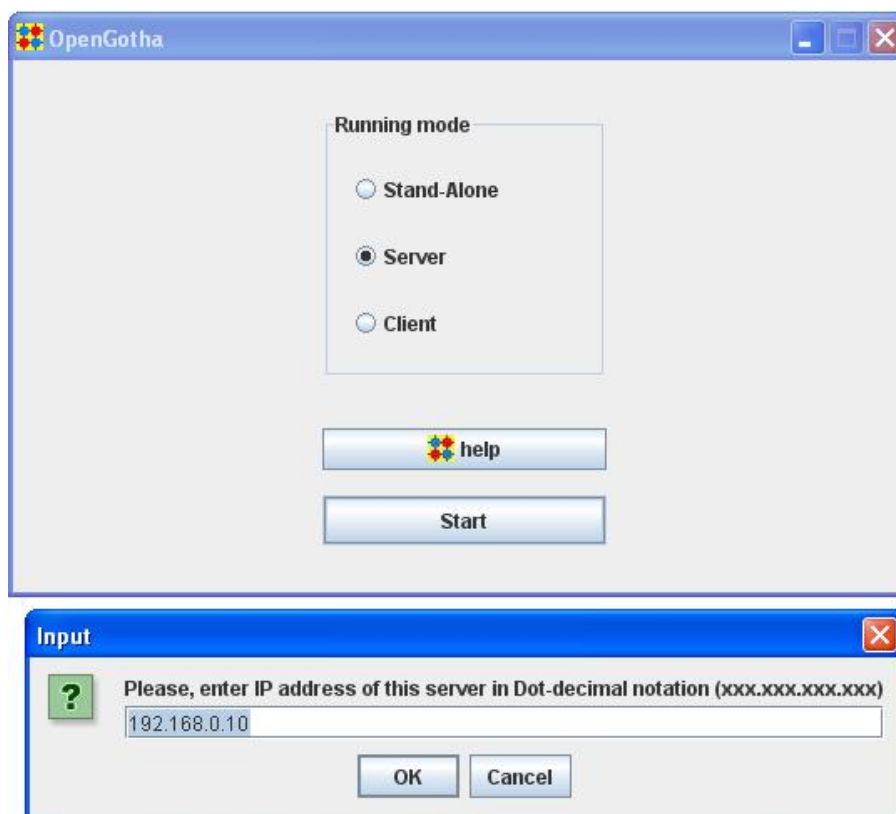 OpenGotha
Running mode
Stand-Alone
Server
Client
help
Start
Input
?
Please, enter IP address of this server in Dot-decimal notation (xxx.xxx.xxx.xxx)
192.168.0.10
OK
Cancel